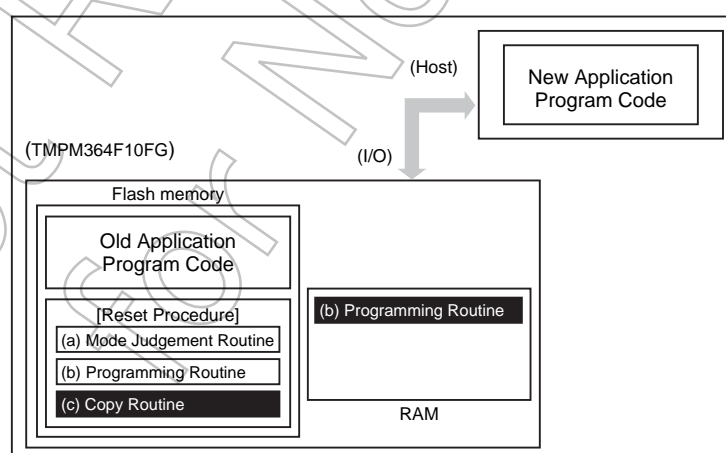 (Host)
New Application
Program Code
(TMPM364F10FG)
(I/O)
Flash memory
Old Application
Program Code
[Reset Procedure]
(a) Mode Judgement Routine
(b) Programming Routine
(c) Copy Routine
(b) Programming Routine
RAM